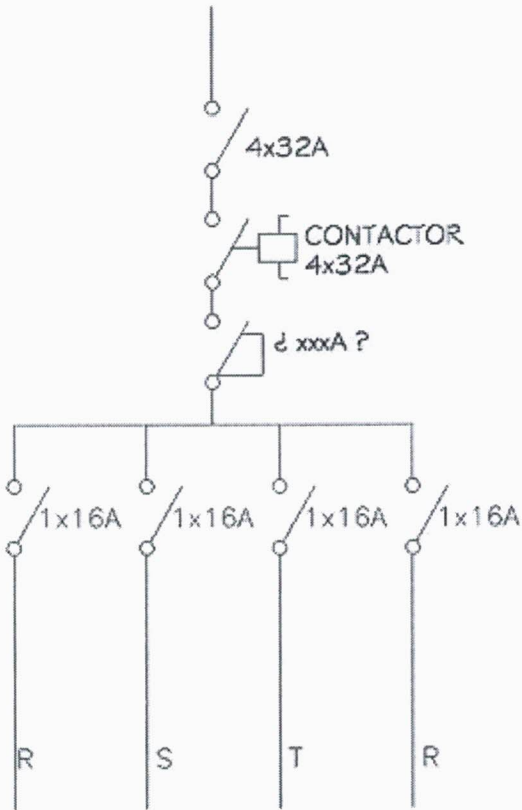 4x32A
CONTACTOR
4x32A
¿ xxxA ?
1x16A 1x16A 1x16A 1x16A
R S T R